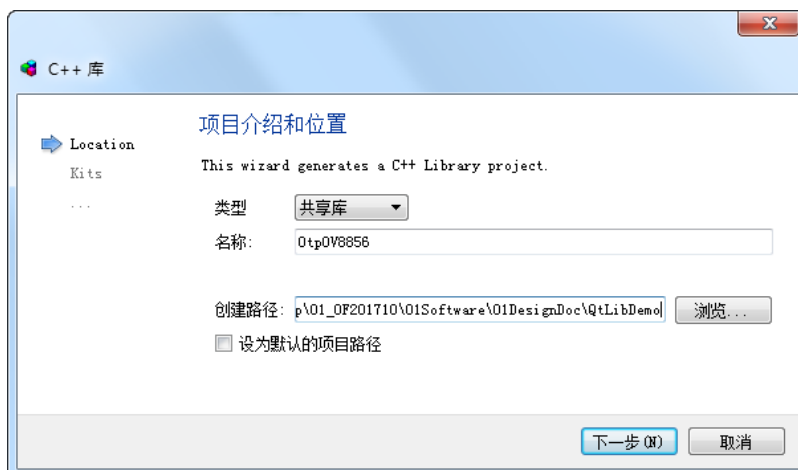 C++ 库
项目介绍和位置
Location
This wizard generates a C++ Library project.
Kits
...
类型 共享库
名称: OtpOV8856
创建路径: p\01_OF201710\01Software\01DesignDoc\QtLibDemo 浏览...
设为默认的项目路径
下一步(N) 取消